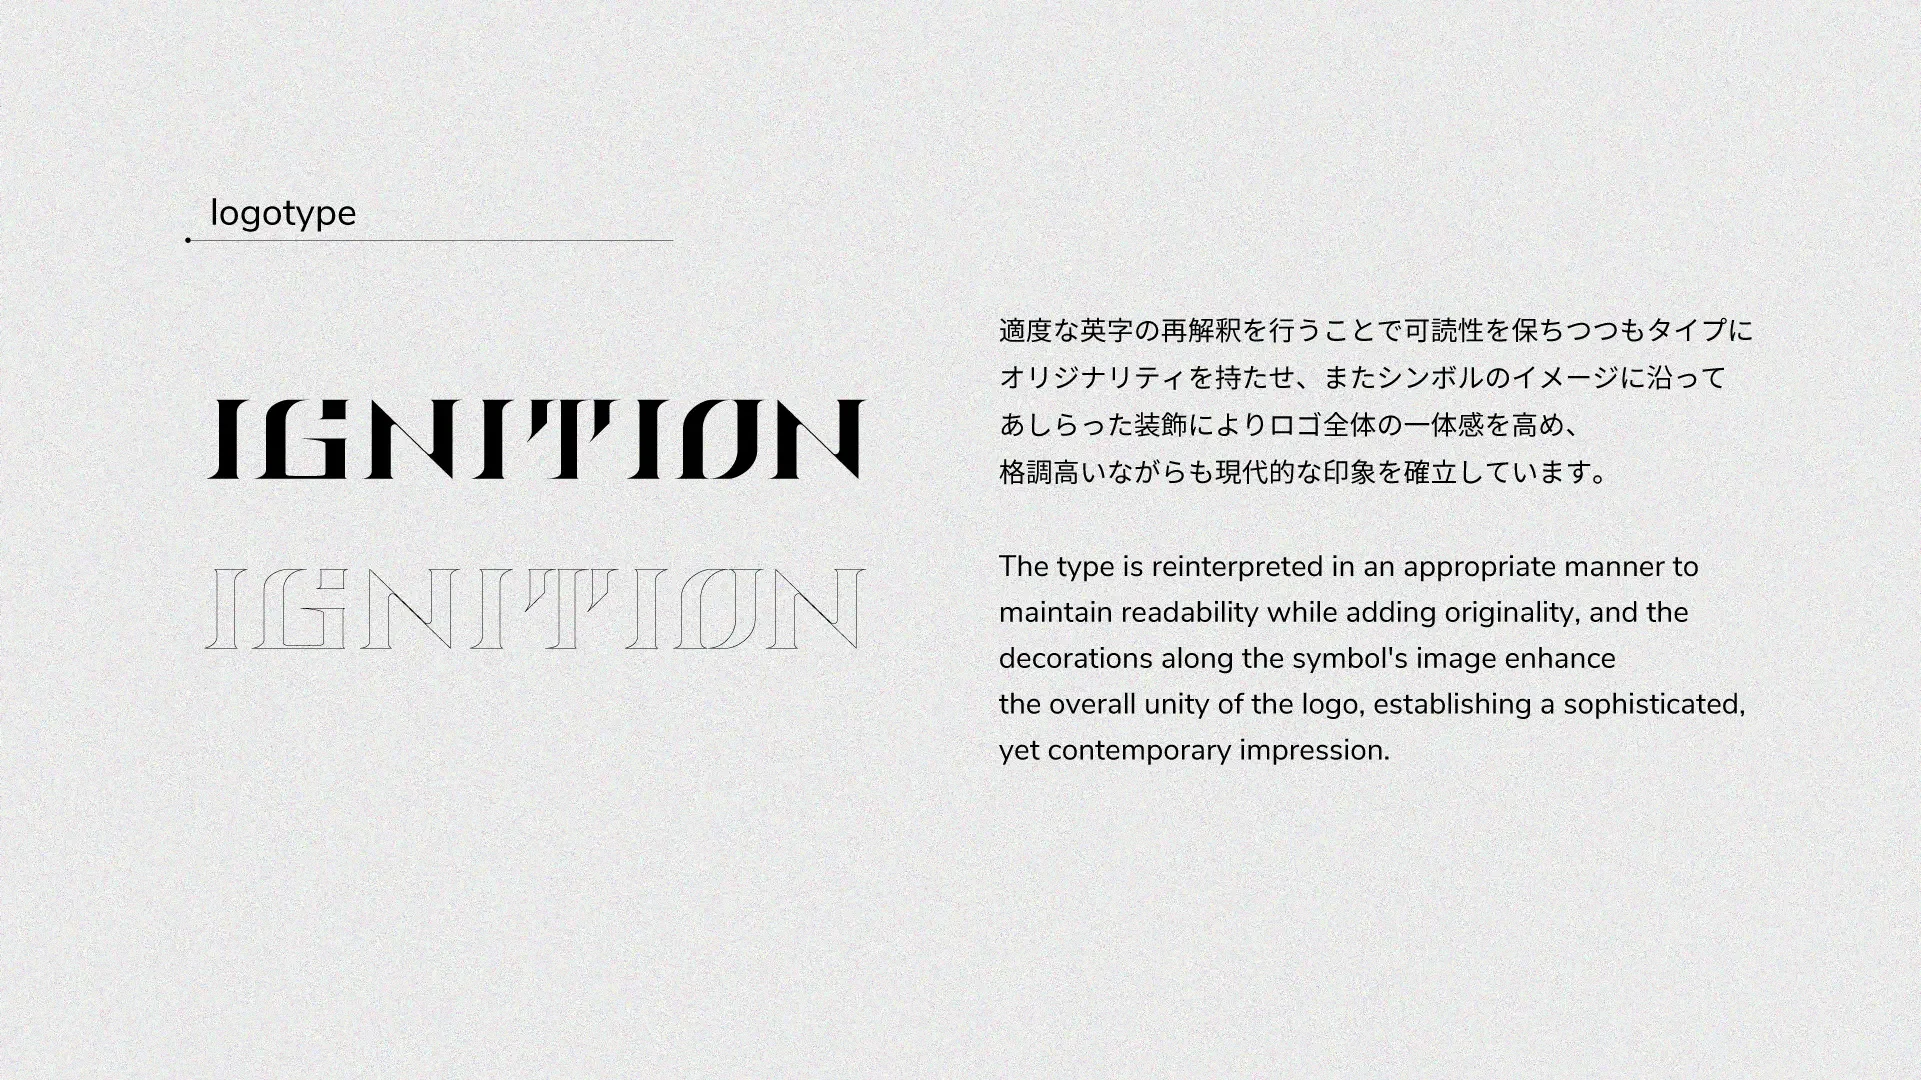 logotype
IGNITION
IGNITION
適度な英字の再解釈を行うことで可読性を保ちつつもタイプに
オリジナリティを持たせ、またシンボルのイメージに沿って
あしらった装飾によりロゴ全体の一体感を高め、
格調高いながらも現代的な印象を確立しています。
The type is reinterpreted in an appropriate manner to
maintain readability while adding originality, and the
decorations along the symbol's image enhance
the overall unity of the logo, establishing a sophisticated,
yet contemporary impression.